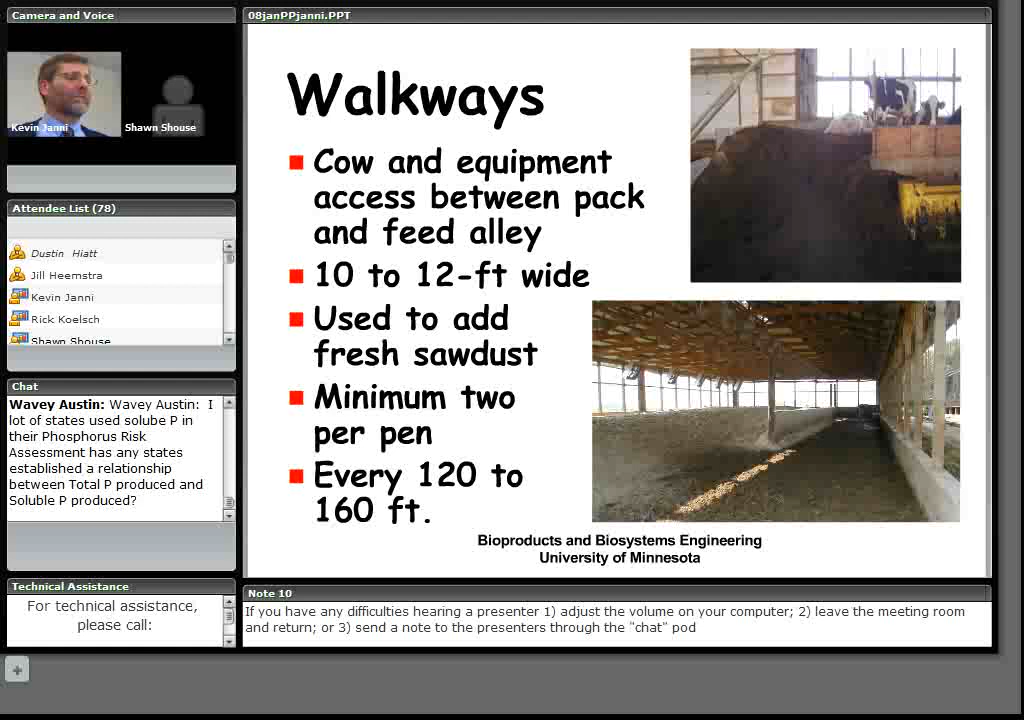 Camera and Voice
Kevin Janni
Shawn Shouse
Attendee List (78)
Dustin Hiatt
Jill Heemstra
Kevin Janni
Rick Koelsch
Shawn Shouse
Chat
Wavey Austin: Wavey Austin: I
lot of states used solube P in
their Phosphorus Risk
Assessment has any states
established a relationship
between Total P produced and
Soluble P produced?
Technical Assistance
For technical assistance,
please call:
08janPPjanni.PPT
Walkways
Cow and equipment
access between pack
and feed alley
10 to 12-ft wide
Used to add
fresh sawdust
Minimum two
per pen
Every 120 to
160 ft.
Bioproducts and Biosystems Engineering
University of Minnesota
Note 10
If you have any difficulties hearing a presenter 1) adjust the volume on your computer; 2) leave the meeting room
and return; or 3) send a note to the presenters through the "chat" pod